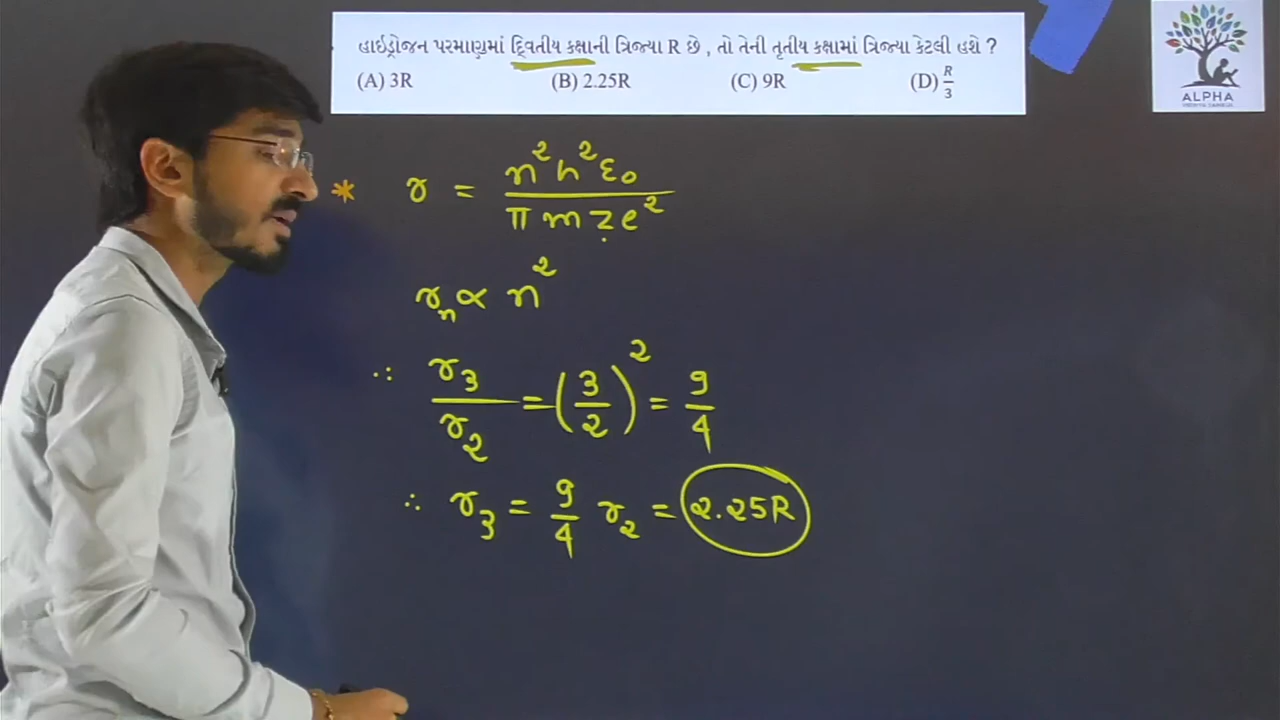 હાઇડ્રોજન પરમાણુમાં દ્વિતીય કક્ષાની ત્રિજ્યા R છે , તો તેની તૃતીય કક્ષામાં ત્રિજ્યા કેટલી હશે ?
(A) 3R (B) 2.25R (C) 9R (D) R/3
ALPHA
* r = n²h²ε₀ / πmze²
rₙ ∝ n²
∴ r₃/r₂ = (3/2)² = 9/4
∴ r₃ = 9/4 r₂ = 2.25R